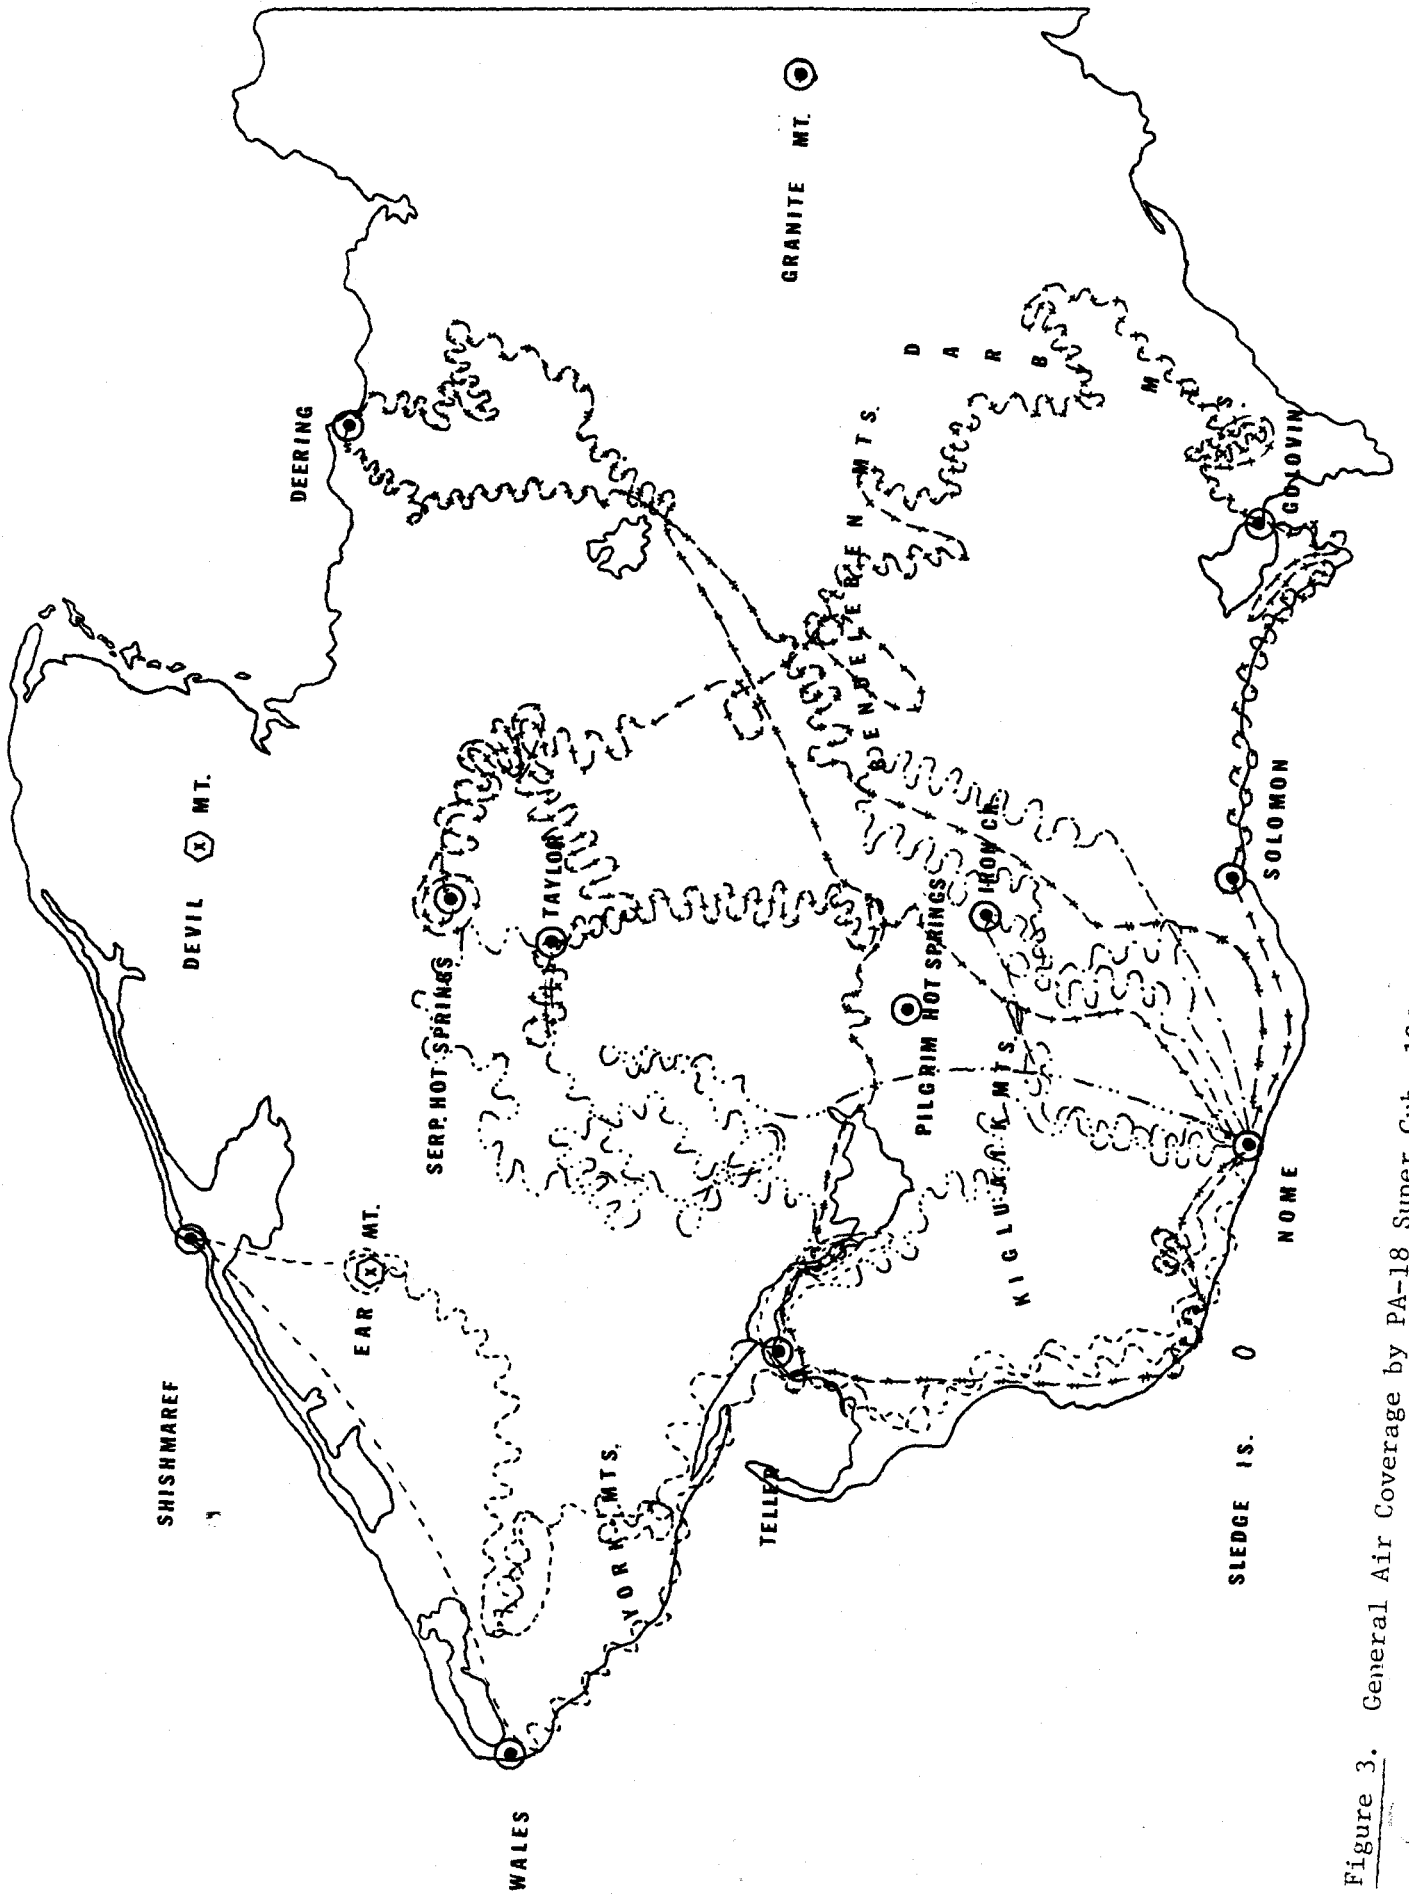 SHISHMAREF
DEVIL MT.
EAR MT.
WALES
DEERING
SERP. HOT SPRINGS
TAYLOR
YORK MTS.
TELLER
GRANITE MT.
BENDELEBEN MTS.
DARB MTS.
PILGRIM HOT SPRINGS
IRON CK.
KIGLUAIK MTS.
GOLOVIN
SOLOMON
NOME
SLEDGE IS.
Figure 3. General Air Coverage by PA-18 Super Cub,